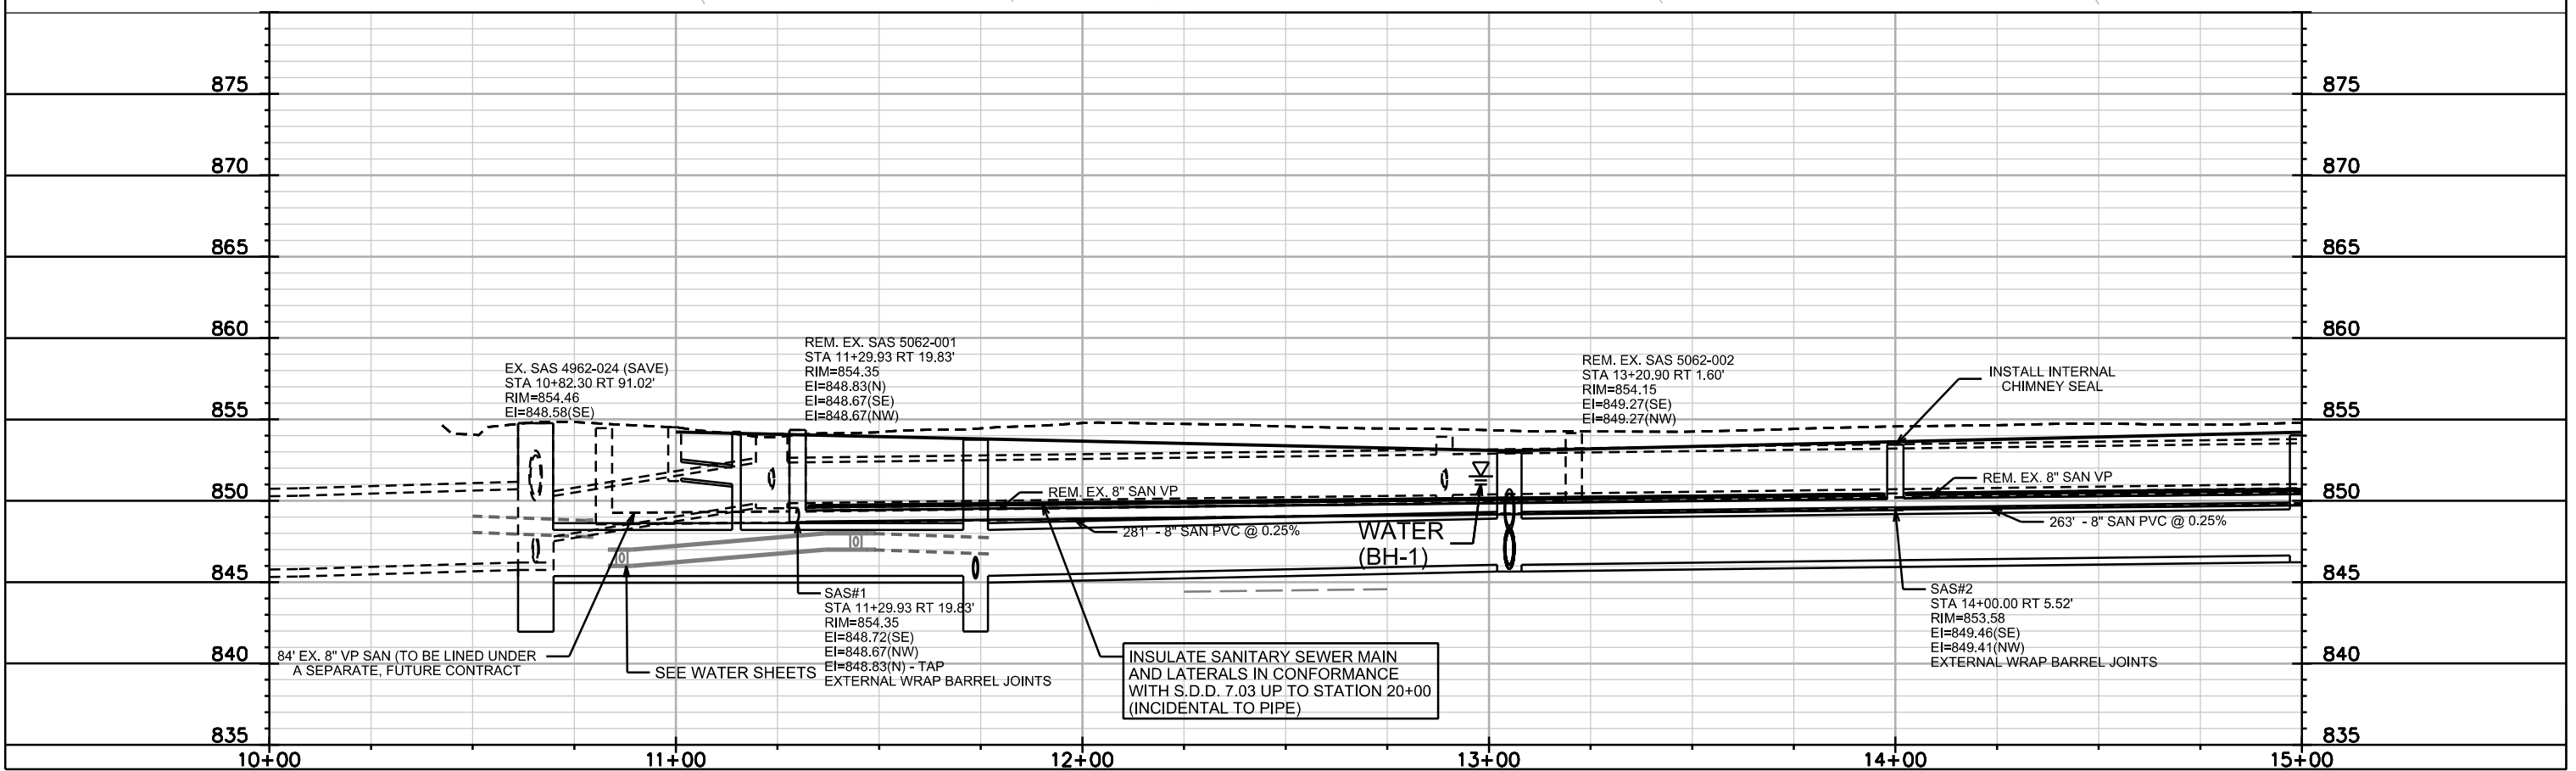 875
875
870
870
865
865
860
860
REM. EX. SAS 5062-001
STA 11+29.93 RT 19.83'
RIM=854.35
EI=848.83(N)
EI=848.67(SE)
EI=848.67(NW)
EX. SAS 4962-024 (SAVE)
STA 10+82.30 RT 91.02'
RIM=854.46
EI=848.58(SE)
REM. EX. SAS 5062-002
STA 13+20.90 RT 1.60'
RIM=854.15
EI=849.27(SE)
EI=849.27(NW)
INSTALL INTERNAL
CHIMNEY SEAL
855
855
850
850
REM. EX. 8" SAN VP
REM. EX. 8" SAN VP
281' - 8" SAN PVC @ 0.25%
WATER
(BH-1)
263' - 8" SAN PVC @ 0.25%
845
845
SAS#1
STA 11+29.93 RT 19.83'
RIM=854.35
EI=848.72(SE)
EI=848.67(NW)
EI=848.83(N) - TAP
EXTERNAL WRAP BARREL JOINTS
SAS#2
STA 14+00.00 RT 5.52'
RIM=853.58
EI=849.46(SE)
EI=849.41(NW)
EXTERNAL WRAP BARREL JOINTS
84' EX. 8" VP SAN (TO BE LINED UNDER
A SEPARATE, FUTURE CONTRACT
SEE WATER SHEETS
INSULATE SANITARY SEWER MAIN
AND LATERALS IN CONFORMANCE
WITH S.D.D. 7.03 UP TO STATION 20+00
(INCIDENTAL TO PIPE)
840
840
835
835
10+00
11+00
12+00
13+00
14+00
15+00